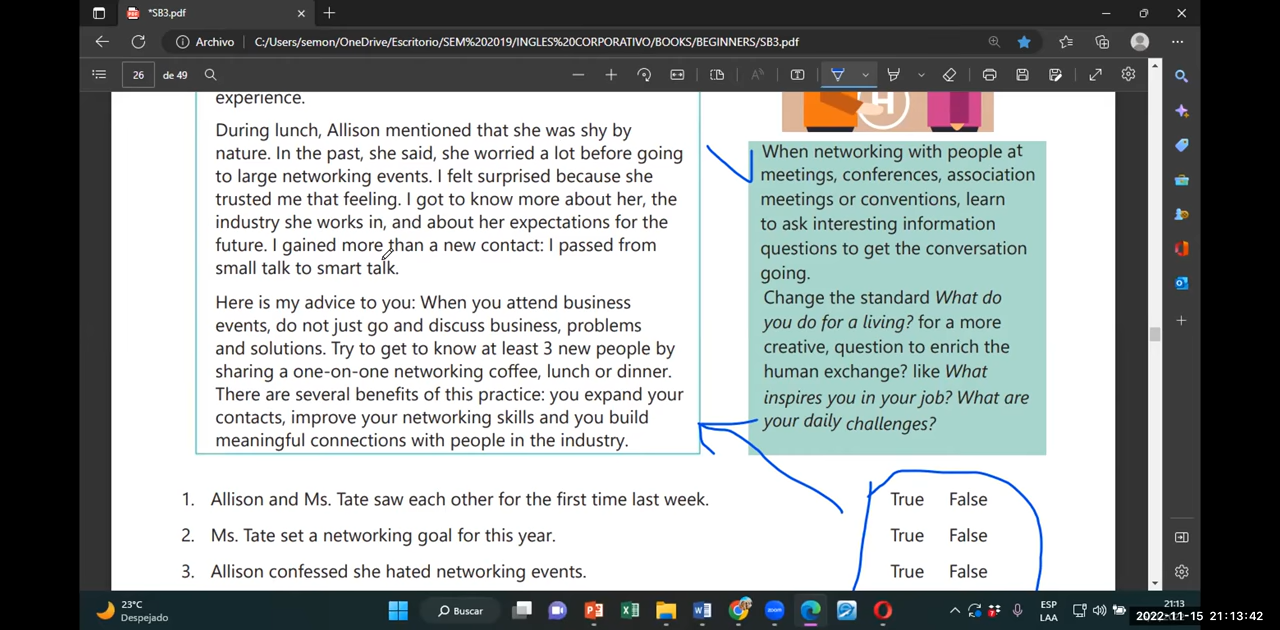 *SB3.pdf
Archivo
C:/Users/semon/OneDrive/Escritorio/SEM%202019/INGLES%20CORPORATIVO/BOOKS/BEGINNERS/SB3.pdf
26 de 49
experience.
During lunch, Allison mentioned that she was shy by
nature. In the past, she said, she worried a lot before going
to large networking events. I felt surprised because she
trusted me that feeling. I got to know more about her, the
industry she works in, and about her expectations for the
future. I gained more than a new contact: I passed from
small talk to smart talk.
Here is my advice to you: When you attend business
events, do not just go and discuss business, problems
and solutions. Try to get to know at least 3 new people by
sharing a one-on-one networking coffee, lunch or dinner.
There are several benefits of this practice: you expand your
contacts, improve your networking skills and you build
meaningful connections with people in the industry.
H
When networking with people at
meetings, conferences, association
meetings or conventions, learn
to ask interesting information
questions to get the conversation
going.
Change the standard What do
you do for a living? for a more
creative, question to enrich the
human exchange? like What
inspires you in your job? What are
your daily challenges?
1. Allison and Ms. Tate saw each other for the first time last week. True False
2. Ms. Tate set a networking goal for this year. True False
3. Allison confessed she hated networking events. True False
23°C
Despejado
Buscar
zoom
ESP
LAA
21:13
2022-11-15 21:13:42